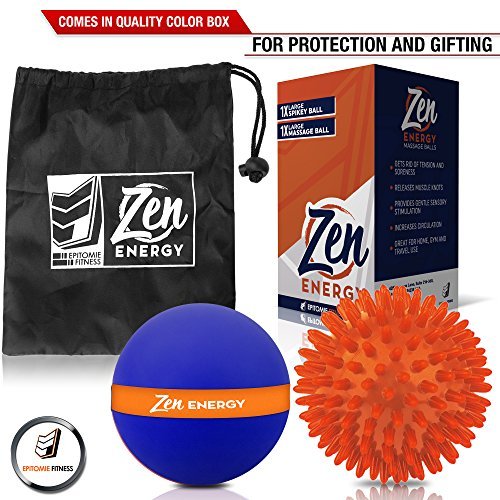 COMES IN QUALITY COLOR BOX
FOR PROTECTION AND GIFTING
EPITOMIE
FITNESS
Zen
ENERGY
1X LARGE
SPIKEY BALL
1X LARGE
MASSAGE BALL
Zen
ENERGY
Zen
ENERGY
MASSAGE BALLS
• GETS RID OF TENSION AND
SORENESS
• RELEASES MUSCLE KNOTS
• PROVIDES GENTLE SENSORY
STIMULATION
• INCREASES CIRCULATION
• GREAT FOR HOME, GYM AND
TRAVEL USE
Zen ENERGY
EPITOMIE FITNESS